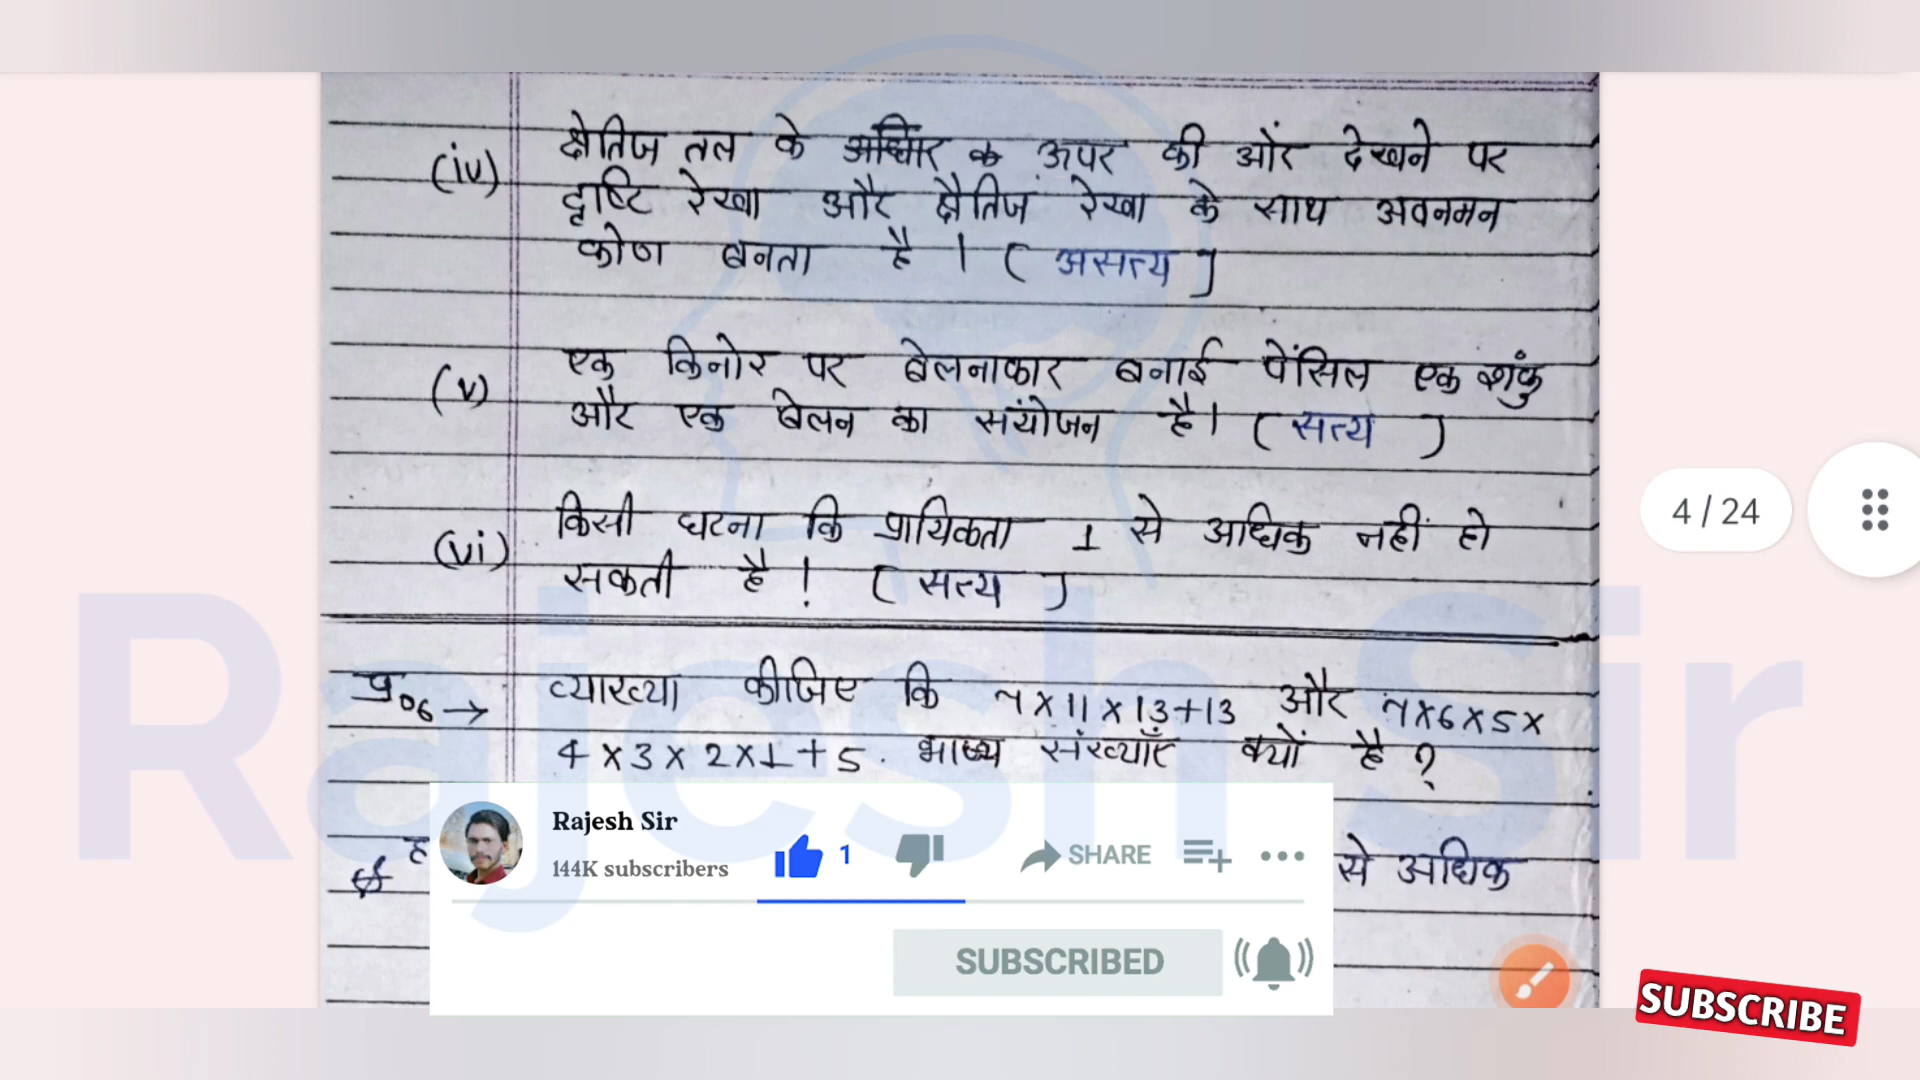 (iv) क्षेतिज तल के ऊपर की ओर देखने पर
दृष्टि रेखा और क्षैतिज रेखा के साथ अवनमन
कोण बनता है । ( असत्य )
(v) एक किनोर पर बेलनाकार बनाई पेंसिल एक शंकु
और एक बेलन का संयोजन है। ( सत्य )
(vi) किसी घटना कि प्रायिकता 1 से अधिक नहीं हो
सकती है ! ( सत्य )
प्र06→ व्याख्या कीजिए कि 7×11×13+13 और 7×6×5×
4×3×2×1+5. भाज्य संख्याएँ क्यों है ?
से अधिक
4 / 24
Rajesh Sir
Rajesh Sir
144K subscribers
1
SHARE
SUBSCRIBED
SUBSCRIBE